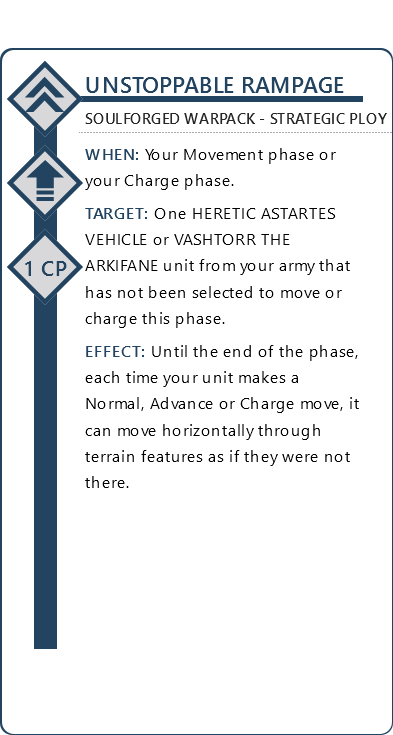 UNSTOPPABLE RAMPAGE
SOULFORGED WARPACK - STRATEGIC PLOY
WHEN: Your Movement phase or
your Charge phase.
TARGET: One HERETIC ASTARTES
VEHICLE or VASHTORR THE
1 CP
ARKIFANE unit from your army that
has not been selected to move or
charge this phase.
EFFECT: Until the end of the phase,
each time your unit makes a
Normal, Advance or Charge move, it
can move horizontally through
terrain features as if they were not
there.